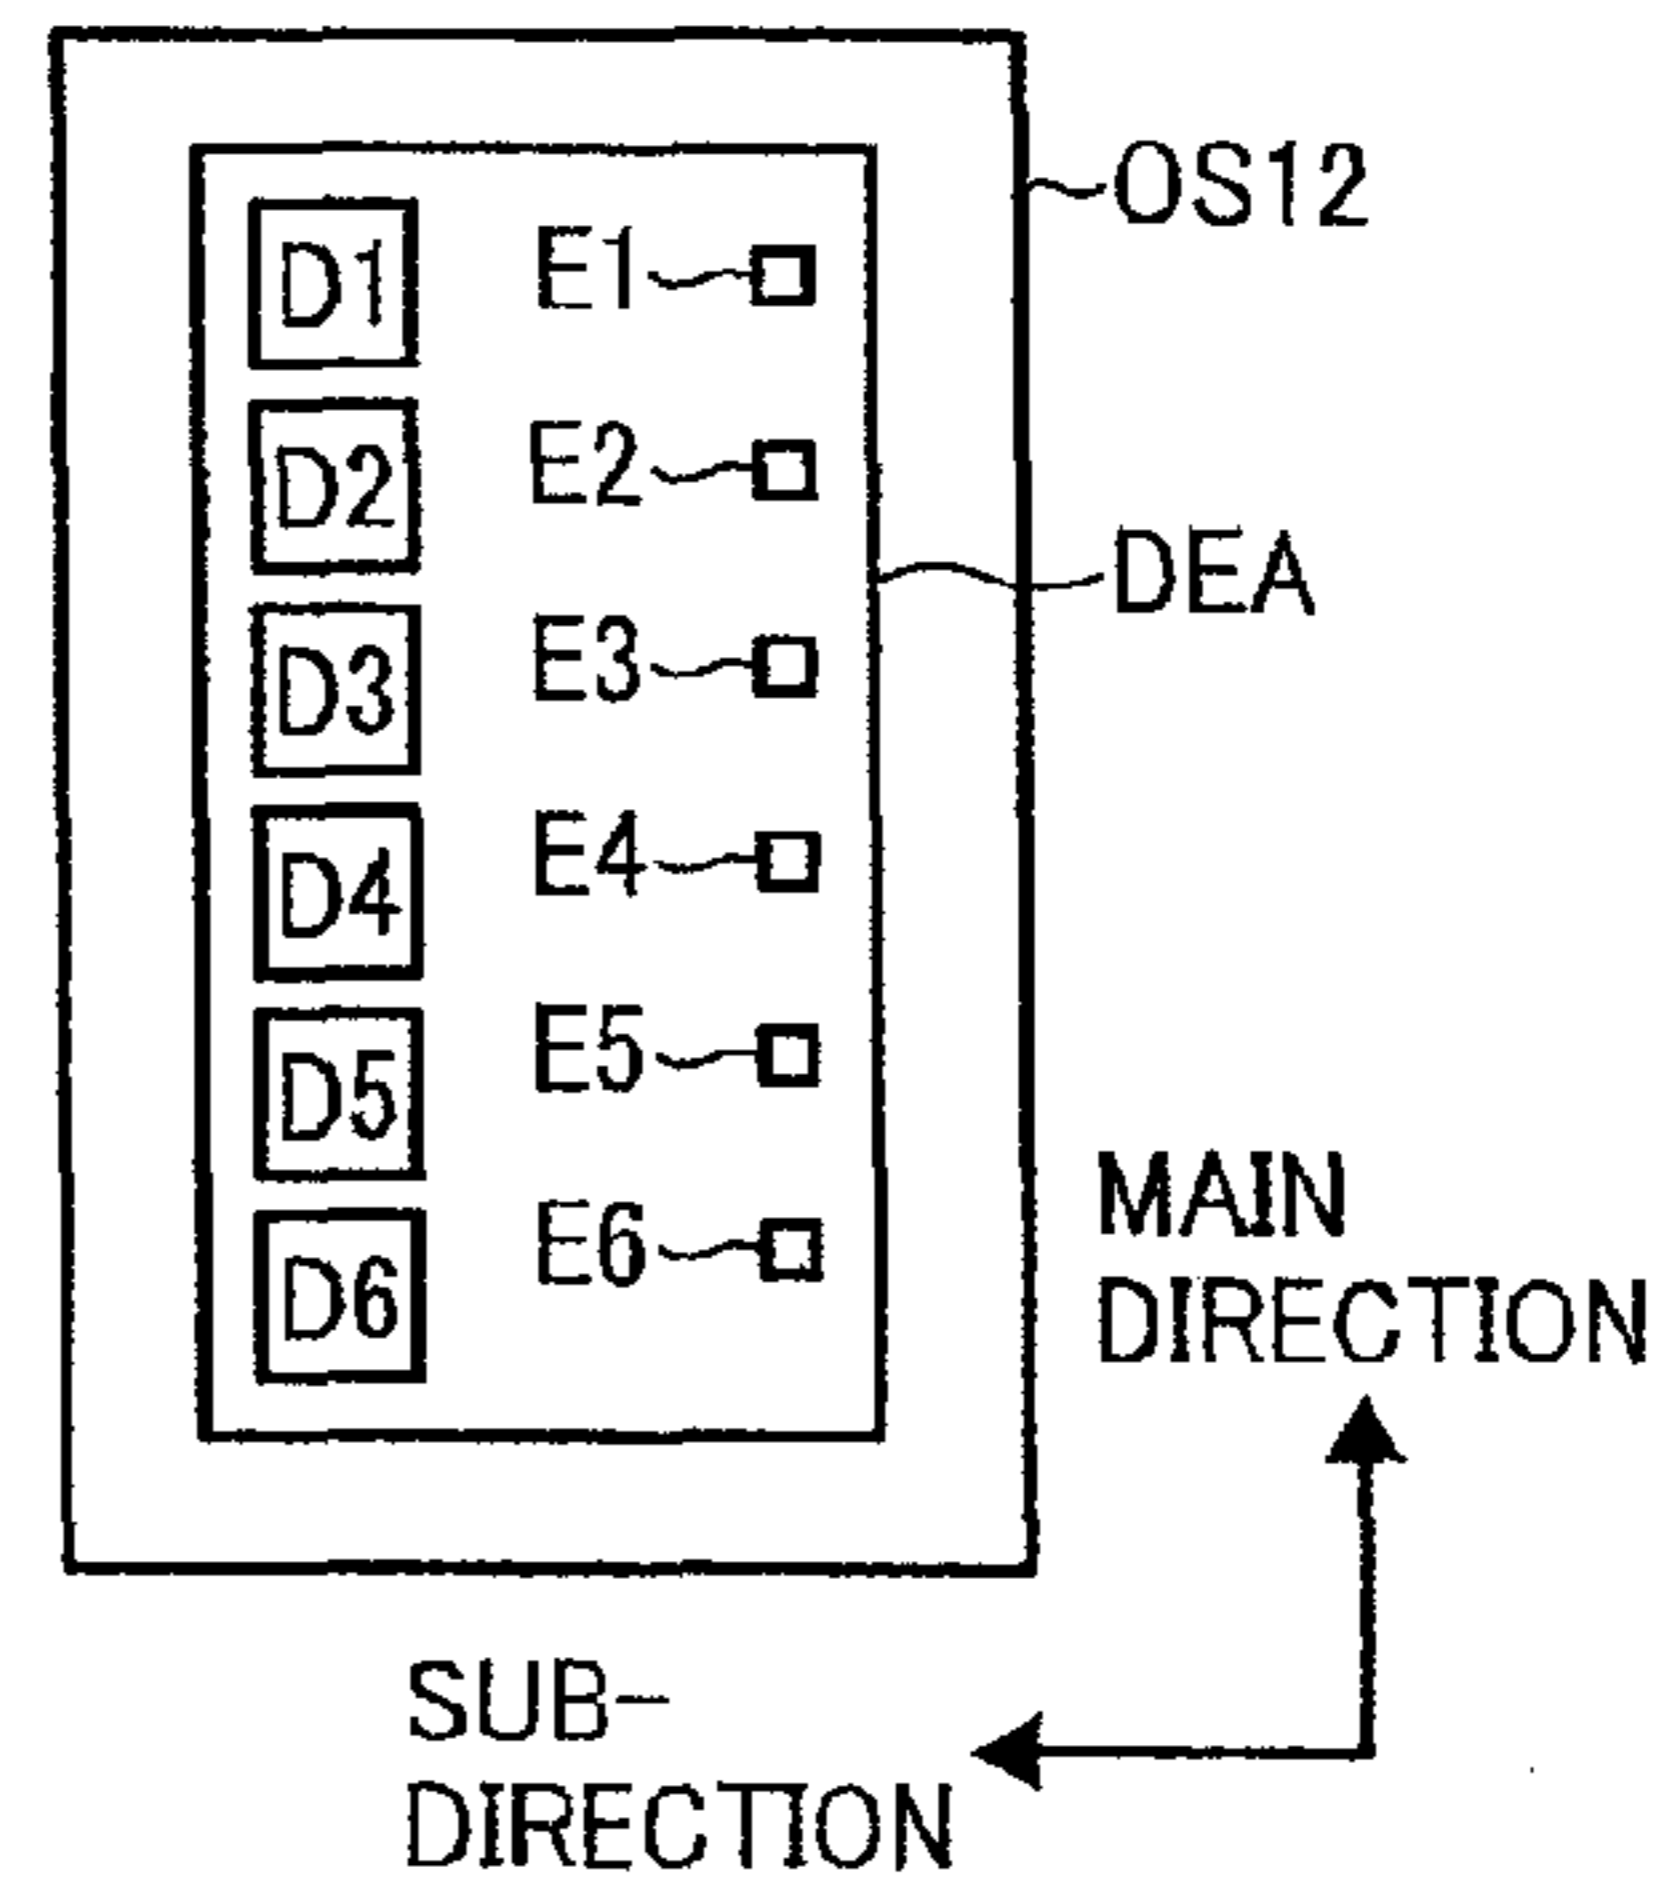 OS12
D1
E1
D2
E2
DEA
D3
E3
D4
E4
D5
E5
MAIN
DIRECTION
D6
E6
SUB-
DIRECTION